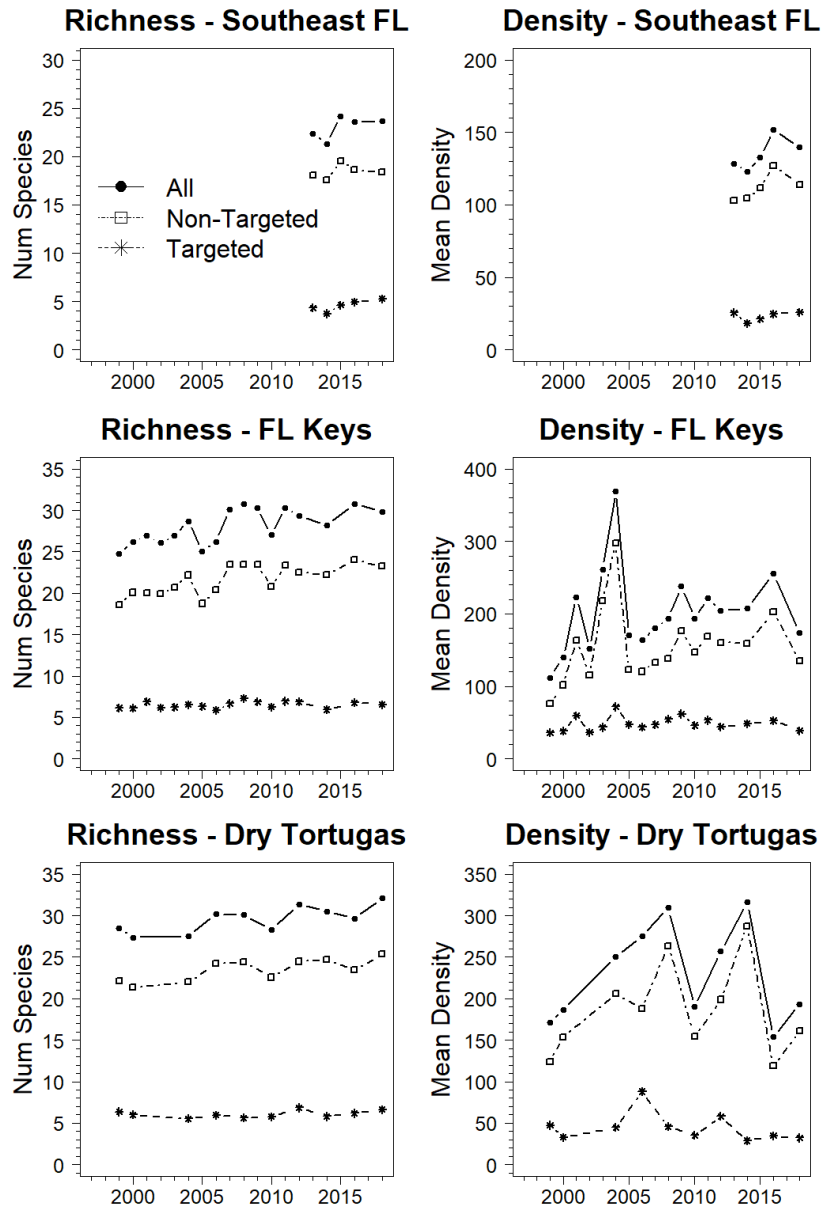 Richness - Southeast FL
30
25
20
15
10
5
0
Num Species
All
Non-Targeted
Targeted
2000 2005 2010 2015
Density - Southeast FL
200
150
100
50
0
Mean Density
2000 2005 2010 2015
Richness - FL Keys
35
30
25
20
15
10
5
0
Num Species
2000 2005 2010 2015
Density - FL Keys
400
300
200
100
0
Mean Density
2000 2005 2010 2015
Richness - Dry Tortugas
35
30
25
20
15
10
5
0
Num Species
2000 2005 2010 2015
Density - Dry Tortugas
350
300
250
200
150
100
50
0
Mean Density
2000 2005 2010 2015